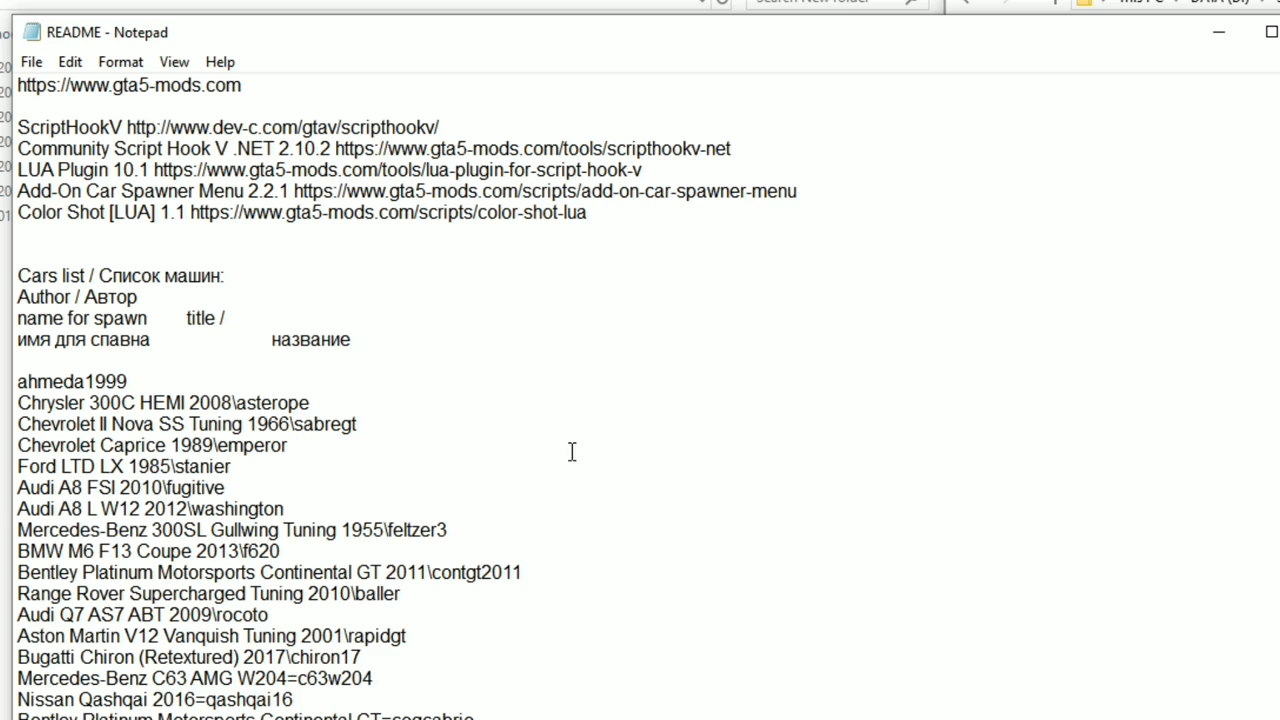 README - Notepad
File Edit Format View Help
https://www.gta5-mods.com
ScriptHookV http://www.dev-c.com/gtav/scripthookv/
Community Script Hook V .NET 2.10.2 https://www.gta5-mods.com/tools/scripthookv-net
LUA Plugin 10.1 https://www.gta5-mods.com/tools/lua-plugin-for-script-hook-v
Add-On Car Spawner Menu 2.2.1 https://www.gta5-mods.com/scripts/add-on-car-spawner-menu
Color Shot [LUA] 1.1 https://www.gta5-mods.com/scripts/color-shot-lua
Cars list / Список машин:
Author / Автор
name for spawn title /
имя для спавна название
ahmeda1999
Chrysler 300C HEMI 2008\asterope
Chevrolet II Nova SS Tuning 1966\sabregt
Chevrolet Caprice 1989\emperor
Ford LTD LX 1985\stanier
Audi A8 FSI 2010\fugitive
Audi A8 L W12 2012\washington
Mercedes-Benz 300SL Gullwing Tuning 1955\feltzer3
BMW M6 F13 Coupe 2013\f620
Bentley Platinum Motorsports Continental GT 2011\contgt2011
Range Rover Supercharged Tuning 2010\baller
Audi Q7 AS7 ABT 2009\rocoto
Aston Martin V12 Vanquish Tuning 2001\rapidgt
Bugatti Chiron (Retextured) 2017\chiron17
Mercedes-Benz C63 AMG W204=c63w204
Nissan Qashqai 2016=qashqai16
Bentley Platinum Motorsports Continental